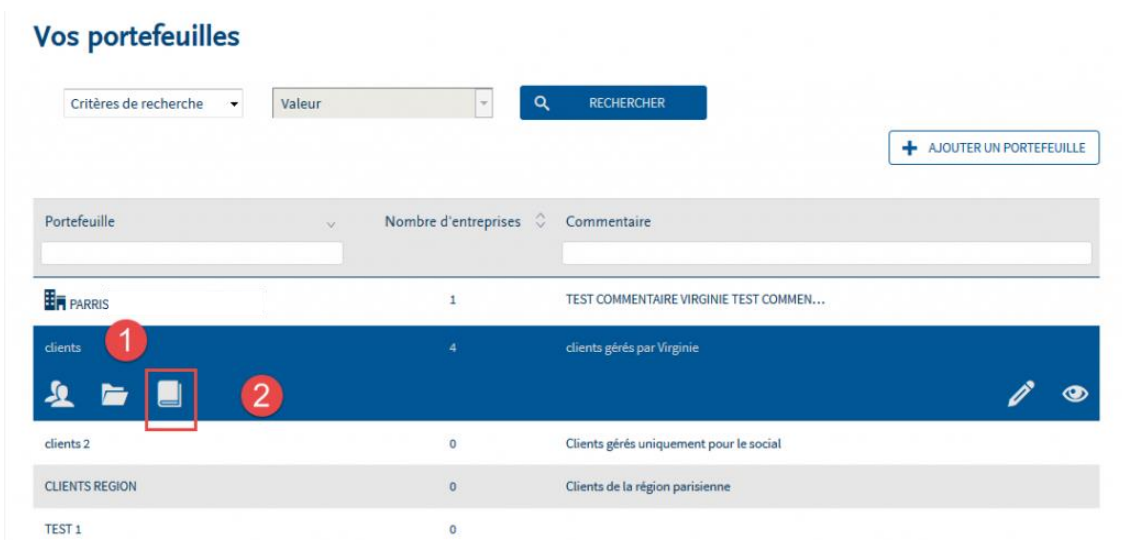 Vos portefeuilles
Critères de recherche
Valeur
RECHERCHER
AJOUTER UN PORTEFEUILLE
Portefeuille Nombre d'entreprises Commentaire
PARRIS 1 TEST COMMENTAIRE VIRGINIE TEST COMMEN...
1
clients 4 clients gérés par Virginie
2
clients 2 0 Clients gérés uniquement pour le social
CLIENTS REGION 0 Clients de la région parisienne
TEST 1 0